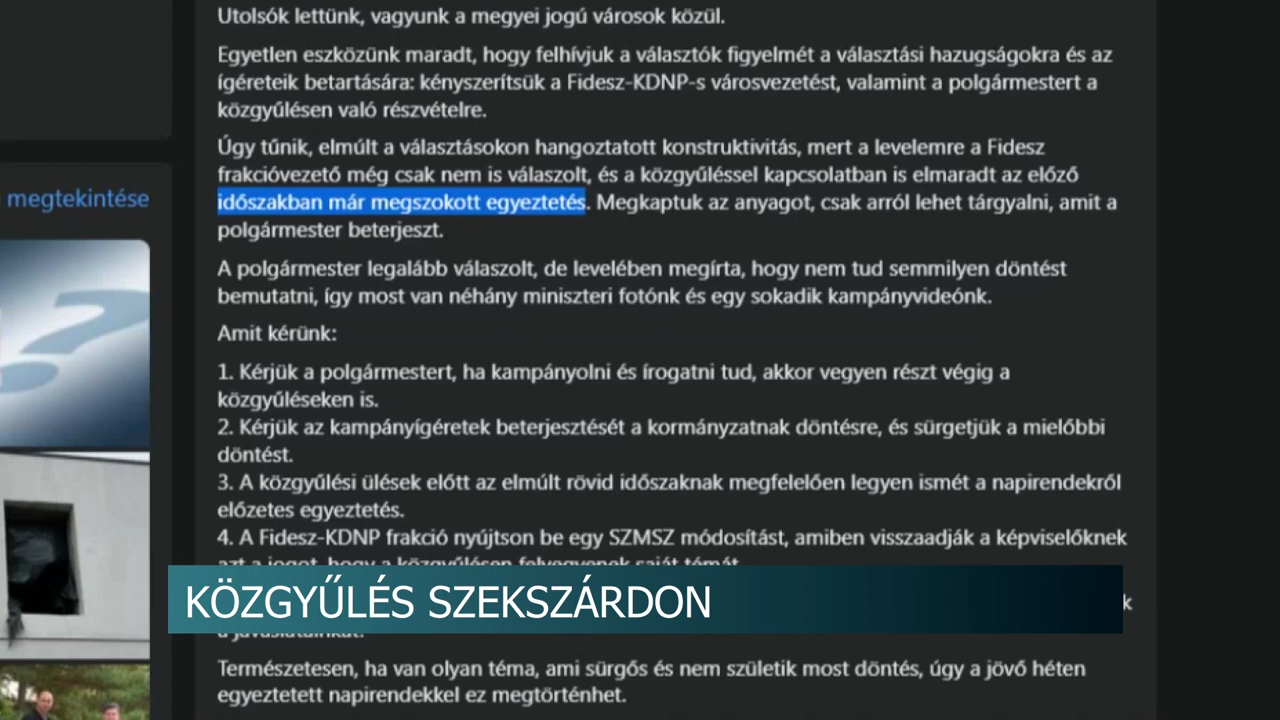 Utolsók lettünk, vagyunk a megyei jogú városok közül.
Egyetlen eszközünk maradt, hogy felhívjuk a választók figyelmét a választási hazugságokra és az
ígéreteik betartására: kényszerítsük a Fidesz-KDNP-s városvezetést, valamint a polgármestert a
közgyűlésen való részvételre.
Úgy tűnik, elmúlt a választásokon hangoztatott konstruktivitás, mert a levelemre a Fidesz
frakcióvezető még csak nem is válaszolt, és a közgyűléssel kapcsolatban is elmaradt az előző
időszakban már megszokott egyeztetés. Megkaptuk az anyagot, csak arról lehet tárgyalni, amit a
polgármester beterjeszt.
megtekintése
A polgármester legalább válaszolt, de levelében megírta, hogy nem tud semmilyen döntést
bemutatni, így most van néhány miniszteri fotónk és egy sokadik kampányvideónk.
Amit kérünk:
1. Kérjük a polgármestert, ha kampányolni és írogatni tud, akkor vegyen részt végig a
közgyűléseken is.
2. Kérjük az kampányígéretek beterjesztését a kormányzatnak döntésre, és sürgetjük a mielőbbi
döntést.
3. A közgyűlési ülések előtt az elmúlt rövid időszaknak megfelelően legyen ismét a napirendekről
előzetes egyeztetés.
4. A Fidesz-KDNP frakció nyújtson be egy SZMSZ módosítást, amiben visszaadják a képviselőknek
azt a jogot, hogy a közgyűlésen felvegyenek saját témát.
KÖZGYŰLÉS SZEKSZÁRDON
a javaslatainkat.
Természetesen, ha van olyan téma, ami sürgős és nem születik most döntés, úgy a jövő héten
egyeztetett napirendekkel ez megtörténhet.